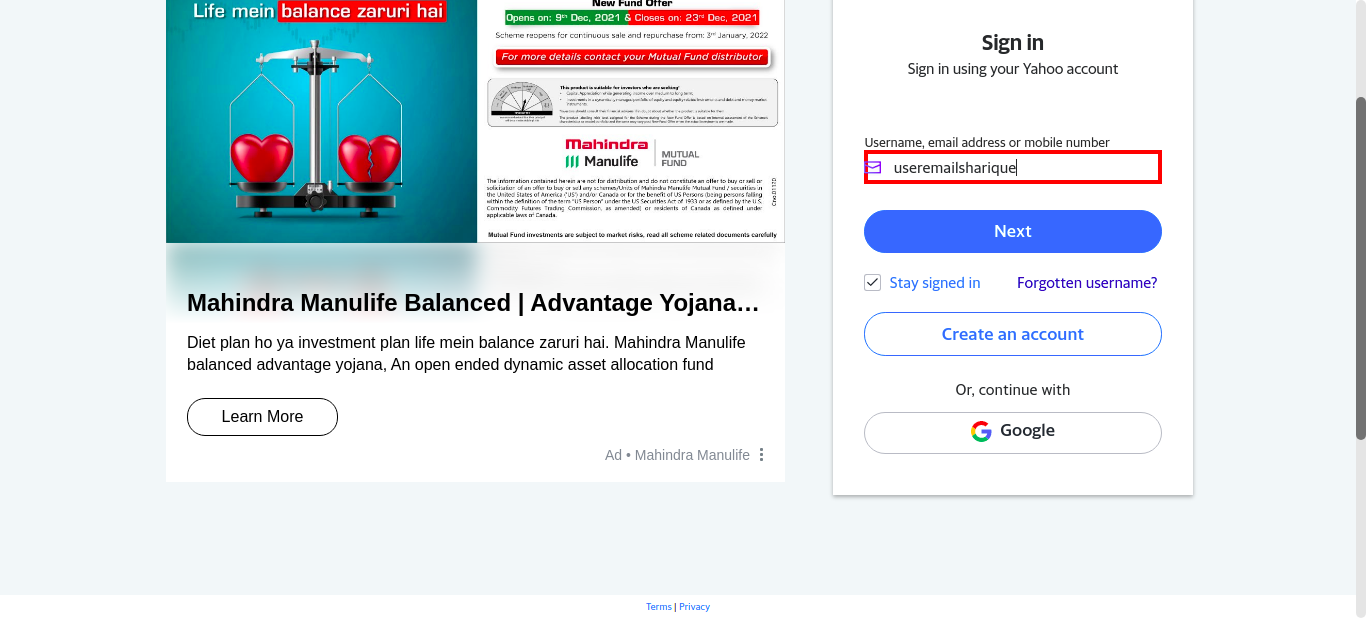 Life mein balance zaruri hai
New Fund Offer
Opens on: 9th Dec, 2021 & Closes on: 23rd Dec, 2021
Scheme reopens for continuous sale and repurchase from: 3rd January, 2022
For more details contact your Mutual Fund distributor
This product is suitable for investors who are seeking*
Mahindra
Manulife
MUTUAL
FUND
The information contained herein are not for distribution and do not constitute an offer to buy or sell or
solicitation of an offer to buy or sell any schemes/Units of Mahindra Manulife Mutual Fund / securities in
the United States of America ('US') and/or Canada or for the benefit of US Persons (being persons falling
within the definition of the term "US Person" under the US Securities Act of 1933 or as defined by the U.S.
Commodity Futures Trading Commission, as amended) or residents of Canada as defined under
applicable laws of Canada.
Mutual Fund investments are subject to market risks, read all scheme related documents carefully
Mahindra Manulife Balanced | Advantage Yojana…
Diet plan ho ya investment plan life mein balance zaruri hai. Mahindra Manulife
balanced advantage yojana, An open ended dynamic asset allocation fund
Learn More
Ad • Mahindra Manulife
Sign in
Sign in using your Yahoo account
Username, email address or mobile number
useremailsharique
Next
Stay signed in
Forgotten username?
Create an account
Or, continue with
Google
Terms | Privacy